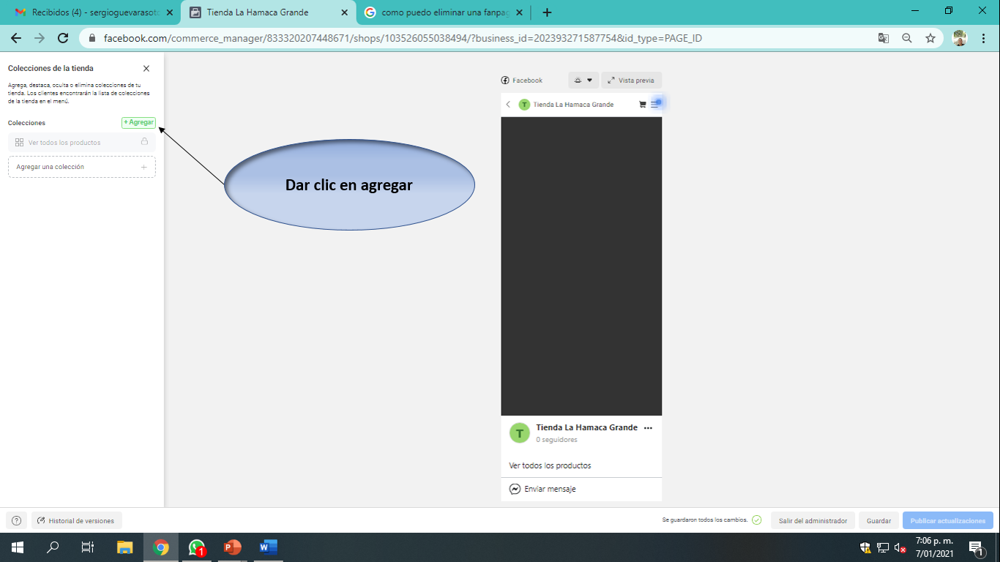 Recibidos (4) - sergioguevarasoto
Tienda La Hamaca Grande
como puedo eliminar una fanpag
facebook.com/commerce_manager/833320207448671/shops/103526055038494/?business_id=202393271587754&id_type=PAGE_ID
Colecciones de la tienda
Agrega, destaca, oculta o elimina colecciones de tu
tienda. Los clientes encontrarán la lista de colecciones
de la tienda en el menú.
Colecciones
+ Agregar
Ver todos los productos
Agregar una colección
Dar clic en agregar
Facebook
Vista previa
T
Tienda La Hamaca Grande
T
Tienda La Hamaca Grande
0 seguidores
Ver todos los productos
Enviar mensaje
Historial de versiones
Se guardaron todos los cambios.
Salir del administrador
Guardar
Publicar actualizaciones
1
7:06 p. m.
7/01/2021
1